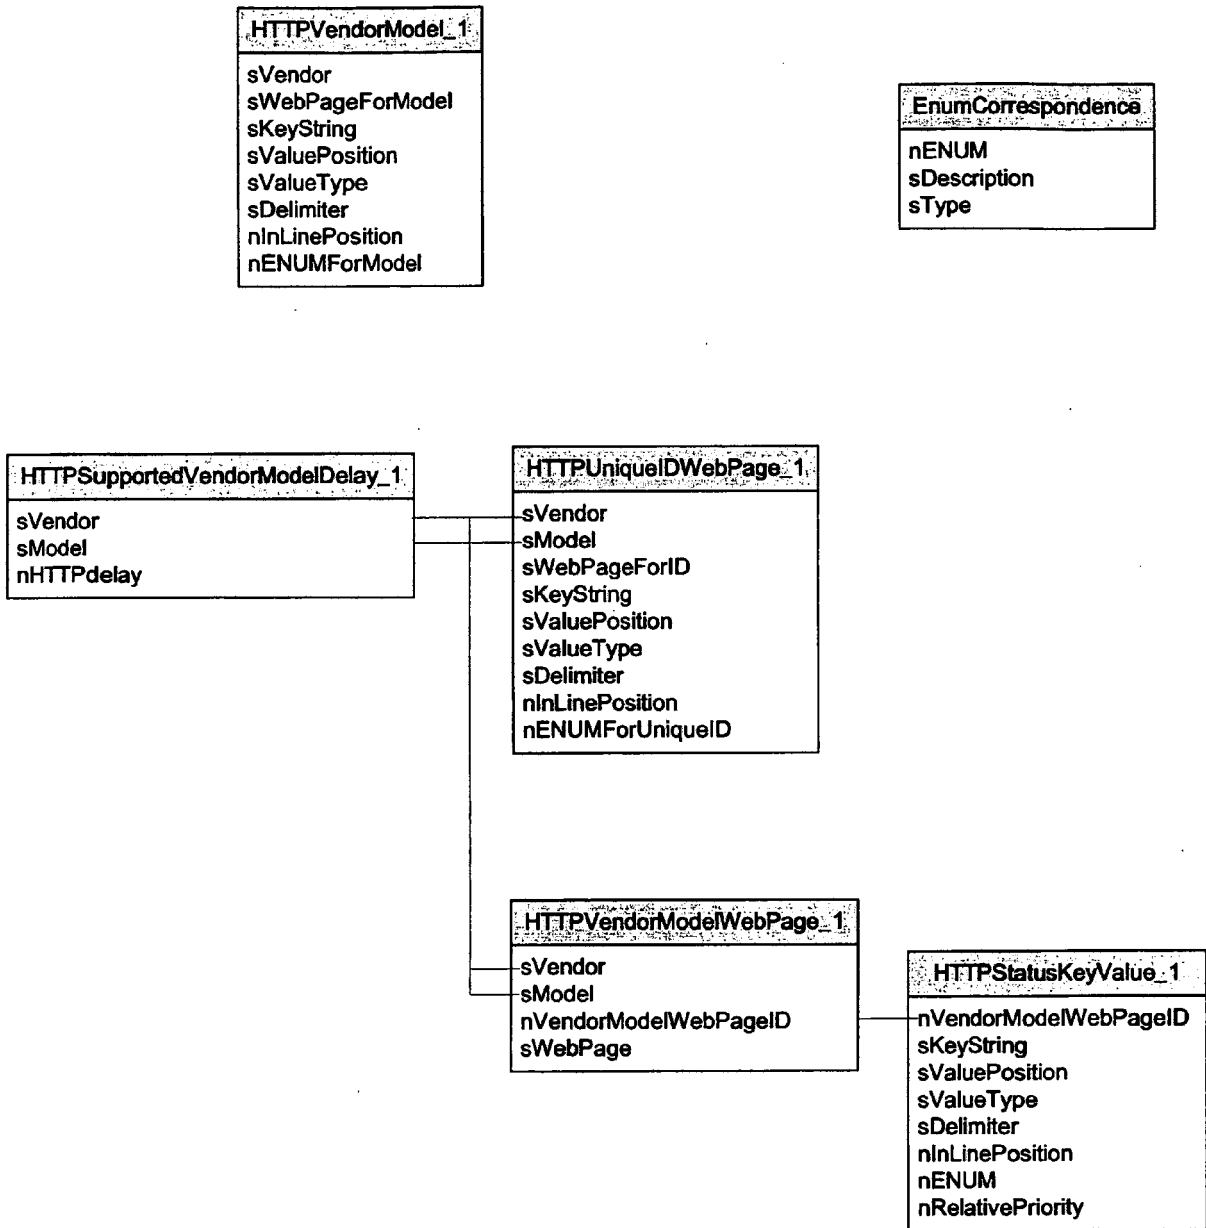 HTTPVendorModel_1
sVendor
sWebPageForModel
sKeyString
sValuePosition
sValueType
sDelimiter
nInLinePosition
nENUMForModel
EnumCorrespondence
nENUM
sDescription
sType
HTTPSupportedVendorModelDelay_1
sVendor
sModel
nHTTPdelay
HTTPUniqueIDWebPage_1
sVendor
sModel
sWebPageForID
sKeyString
sValuePosition
sValueType
sDelimiter
nInLinePosition
nENUMForUniqueID
HTTPVendorModelWebPage_1
sVendor
sModel
nVendorModelWebPageID
sWebPage
HTTPStatusKeyValue_1
nVendorModelWebPageID
sKeyString
sValuePosition
sValueType
sDelimiter
nInLinePosition
nENUM
nRelativePriority